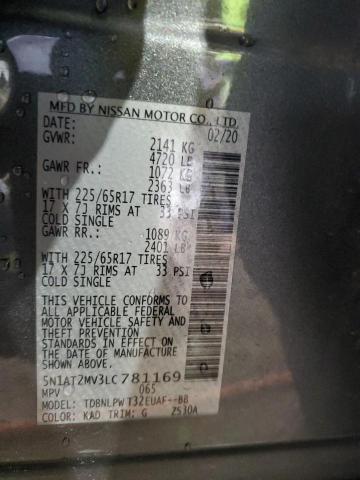 MFD BY NISSAN MOTOR CO., LTD.
DATE: 02/20
GVWR: 2141 KG
4720 LB
GAWR FR.: 1072 KG
2363 LB
WITH 225/65R17 TIRES
17 X 7J RIMS AT 33 PSI
COLD SINGLE
GAWR RR.: 1089 KG
2401 LB
WITH 225/65R17 TIRES
17 X 7J RIMS AT 33 PSI
COLD SINGLE
THIS VEHICLE CONFORMS TO
ALL APPLICABLE FEDERAL
MOTOR VEHICLE SAFETY AND
THEFT PREVENTION
STANDARDS IN EFFECT ON
THE DATE OF MANUFACTURE
SHOWN ABOVE.
5N1AT2MV3LC781169
MPV 065
MODEL: TDBNLPWT32EUAF--BB
COLOR: KAD TRIM: G Z530A